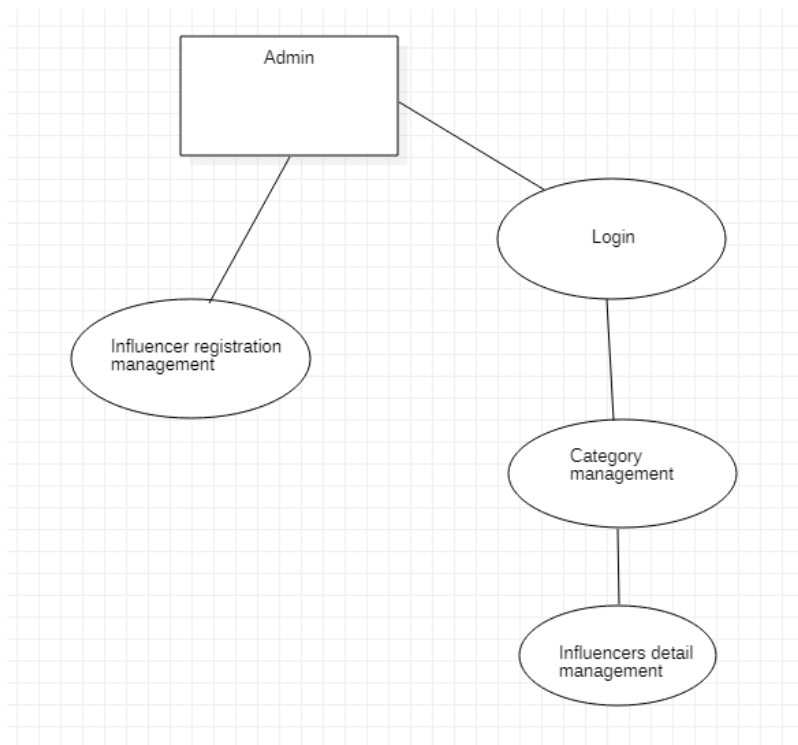 Admin
Login
Influencer registration
management
Category
management
Influencers detail
management